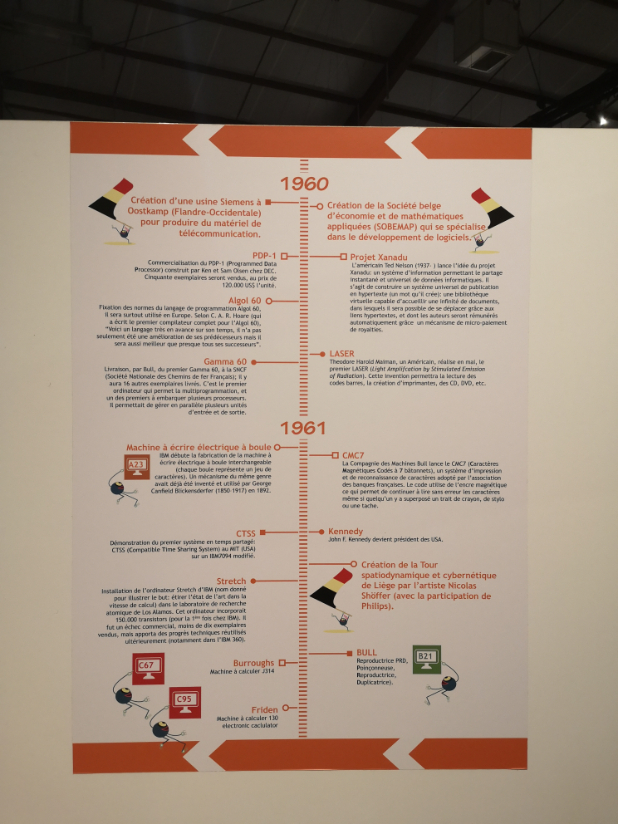 1960
Création d'une usine Siemens à
Oostkamp (Flandre-Occidentale)
pour produire du matériel de
télécommunication.
Création de la Société belge
d'économie et de mathématiques
appliquées (SOBEMAP) qui se spécialise
dans le développement de logiciels.
PDP-1
Commercialisation du PDP-1 (Programmed Data
Processor) construit par Ken et Sam Olsen chez DEC.
Cinquante exemplaires seront vendus, au prix de
120.000 US$ l'unité.
Projet Xanadu
L'américain Ted Nelson (1937- ) lance l'idée du projet
Xanadu: un système d'information permettant le partage
instantané et universel de données informatiques. Il
s'agit de construire un système universel de publication
en hypertexte (un mot qu'il crée): une bibliothèque
virtuelle capable d'accueillir une infinité de documents,
dans lequels il sera possible de se déplacer grâce aux
liens hypertextes, et dont les auteurs seront rémunérés
automatiquement grâce un mécanisme de micro-paiement
de royalties.
Algol 60
Fixation des normes du langage de programmation Algol 60,
il sera surtout utilisé en Europe. Selon C. A. R. Hoare (qui
a écrit le premier compilateur complet pour l'Algol 60),
"Voici un langage très en avance sur son temps, il n'a pas
seulement été une amélioration de ses prédécesseurs mais il
sera aussi meilleur que presque tous ses successeurs".
LASER
Theodore Harold Maiman, un Américain, réalise en mai, le
premier LASER (Light Amplification by Stimulated Emission
of Radiation). Cette invention permettra la lecture des
codes barres, la création d'imprimantes, des CD, DVD, etc.
Gamma 60
Livraison, par Bull, du premier Gamma 60, à la SNCF
(Société Nationale des Chemins de fer Français); il y
aura 16 autres exemplaires livrés. C'est le premier
ordinateur qui permet la multiprogrammation, et
un des premiers à embarquer plusieurs processeurs.
Il permettait de gérer en parallèle plusieurs unités
d'entrée et de sortie.
1961
Machine à écrire électrique à boule
IBM débute la fabrication de la machine à
écrire électrique à boule interchangeable
(chaque boule représente un jeu de
caractères). Un mécanisme du même genre
avait déjà été inventé et utilisé par George
Canfield Blickensdorfer (1850-1917) en 1892.
A23
CMC7
La Compagnie des Machines Bull lance le CMC7 (Caractères
Magnétiques Codés à 7 bâtonnets), un système d'impression
et de reconnaissance de caractères adopté par l'association
des banques françaises. Le code utilise de l'encre magnétique
ce qui permet de continuer à lire sans erreur les caractères
même si quelqu'un y a superposé un trait de crayon, de stylo
ou une tache.
CTSS
Démonstration du premier système en temps partagé:
CTSS (Compatible Time Sharing System) au MIT (USA)
sur un IBM7094 modifié.
Kennedy
John F. Kennedy devient président des USA.
Création de la Tour
spatiodynamique et cybernétique
de Liège par l'artiste Nicolas
Shöffer (avec la participation de
Philips).
Stretch
Installation de l'ordinateur Stretch d'IBM (nom donné
pour illustrer le but: étirer l'état de l'art dans la
vitesse de calcul) dans le laboratoire de recherche
atomique de Los Alamos. Cet ordinateur incorporait
150.000 transistors (pour la 1ère fois chez IBM). Il
fut un échec commercial, moins de dix exemplaires
vendus, mais apporta des progrès techniques réutilisés
ultérieurement (notamment dans l'IBM 360).
BULL
Reproductrice PRD,
Poinçonneuse,
Reproductrice,
Duplicatrice).
B21
Burroughs
Machine à calculer J314
C67
C95
Friden
Machine à calculer 130
electronic caclulator